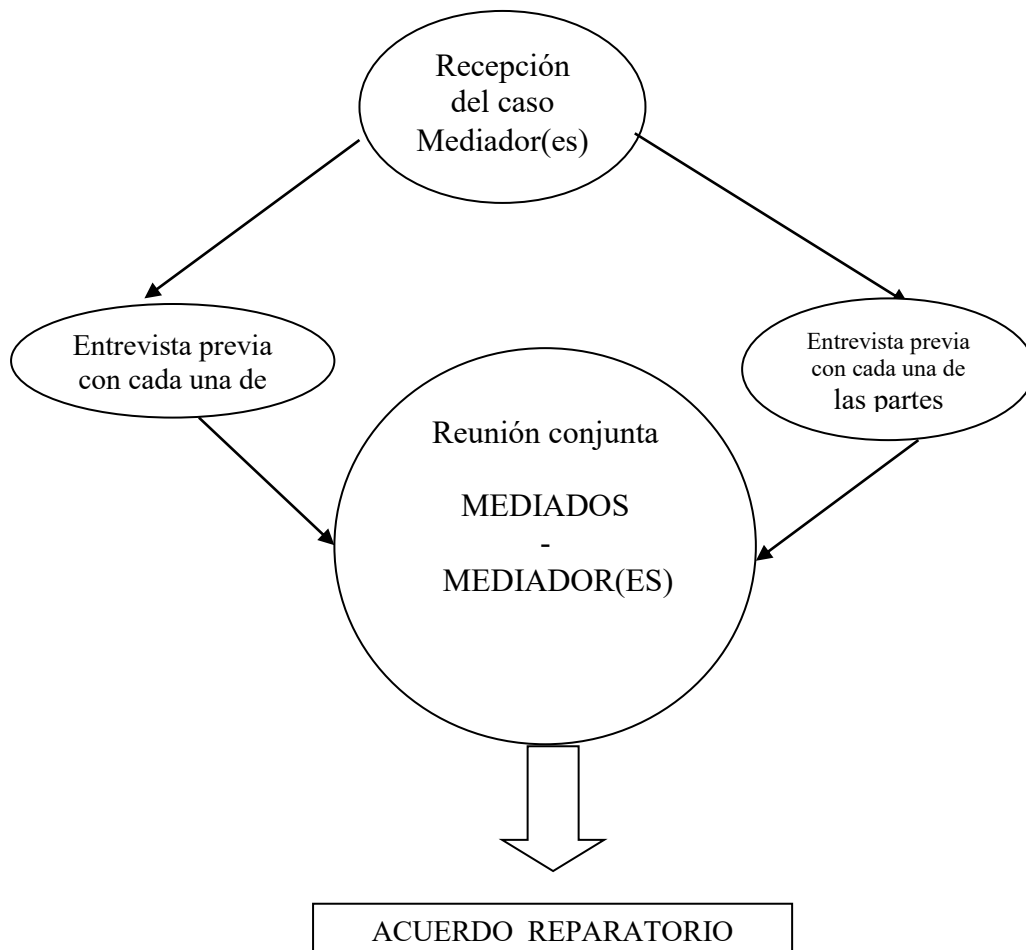 Recepción
del caso
Mediador(es)
Entrevista previa
con cada una de
Entrevista previa
con cada una de
las partes
Reunión conjunta
MEDIADOS
-
MEDIADOR(ES)
ACUERDO REPARATORIO